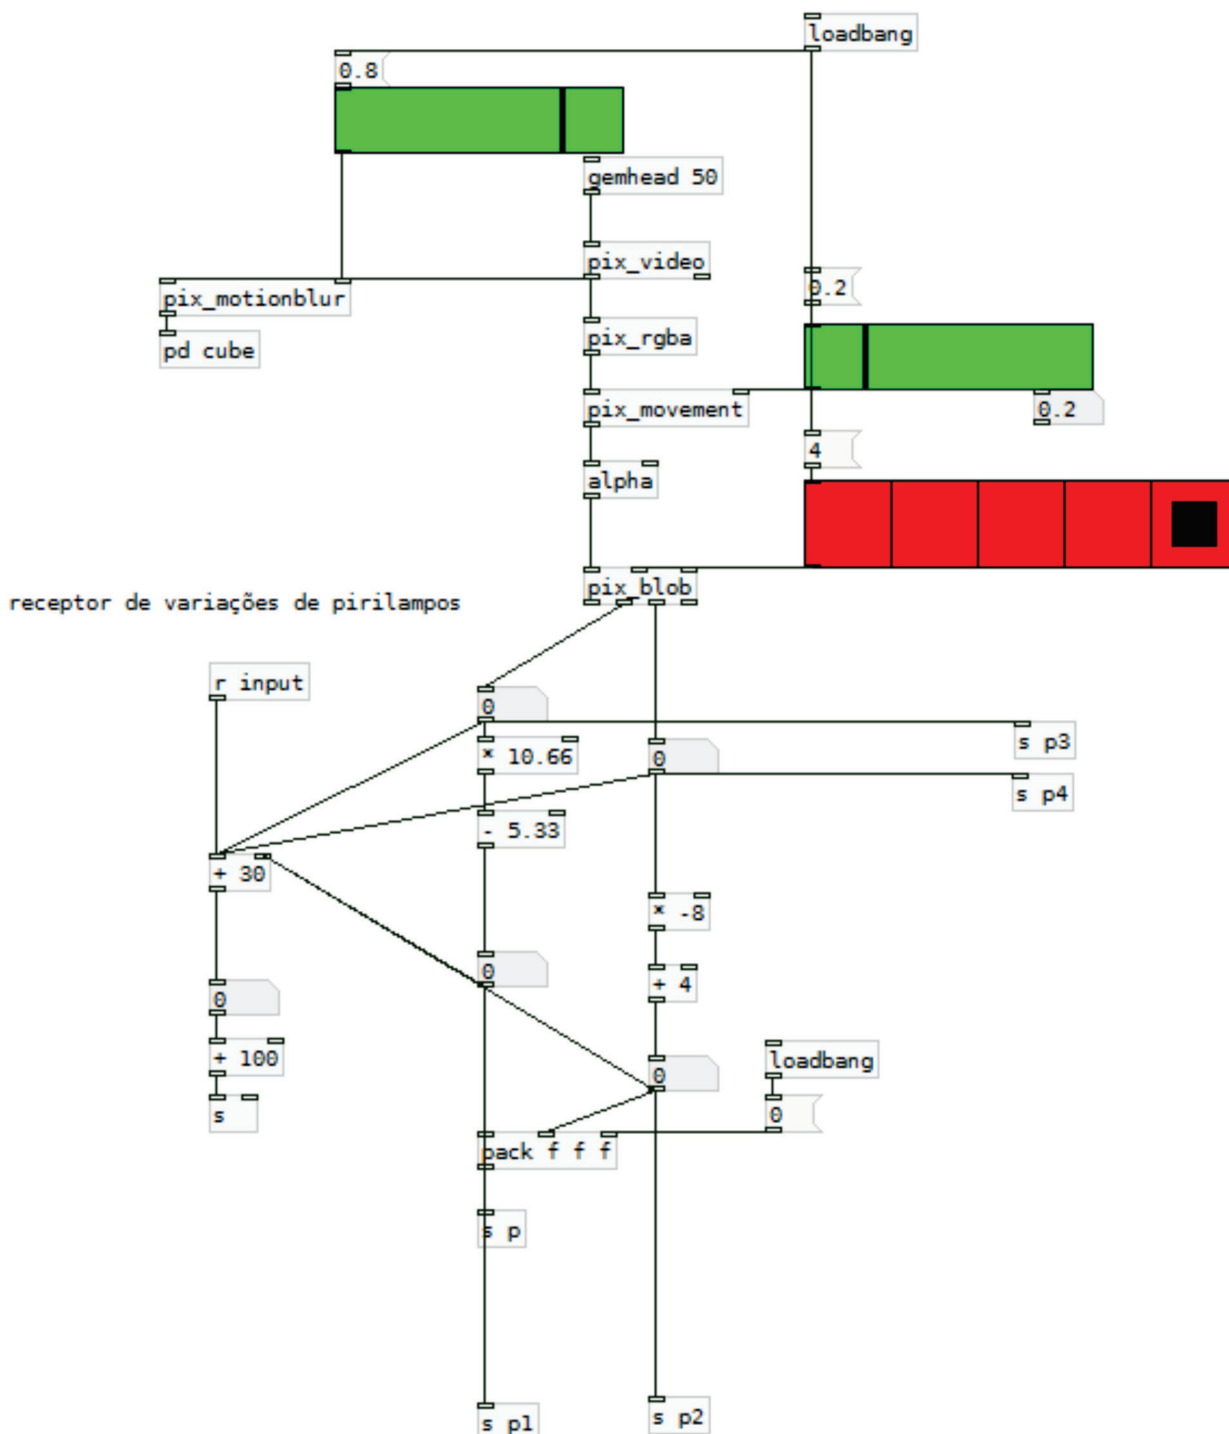 loadbang
0.8
gemhead 50
pix_video
0.2
pix_motionblur
pix_rgba
pd cube
pix_movement
0.2
4
alpha
pix_blob
receptor de variações de pirilampos
r input
0
s p3
* 10.66
0
s p4
- 5.33
+ 30
* -8
0
+ 4
0
+ 100
loadbang
0
s
0
pack f f f
s p
s p1
s p2